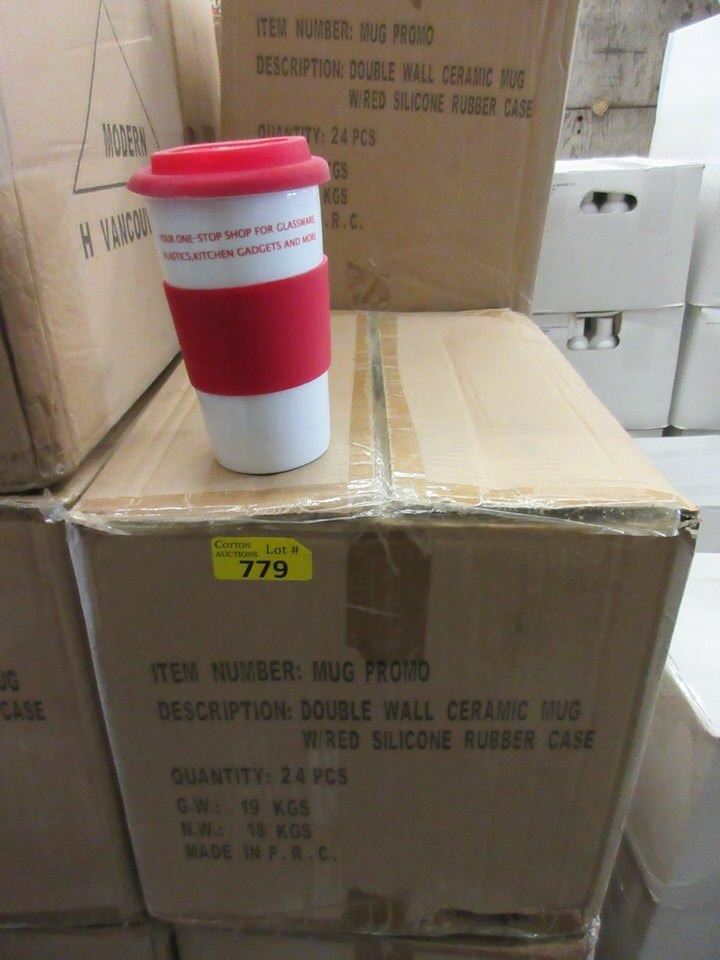 ITEM NUMBER: MUG PROMO
DESCRIPTION: DOUBLE WALL CERAMIC MUG
W/RED SILICONE RUBBER CASE
QUANTITY: 24 PCS
GS
KGS
.R.C.
MODERN
H VANCOUV
YOUR ONE-STOP SHOP FOR GLASSWARE,
PLASTICS,KITCHEN GADGETS AND MORE
COTTON
AUCTIONS Lot #
779
UG
CASE
ITEM NUMBER: MUG PROMO
DESCRIPTION: DOUBLE WALL CERAMIC MUG
W/RED SILICONE RUBBER CASE
QUANTITY: 24 PCS
G.W.: 19 KGS
N.W.: 18 KGS
MADE IN P.R.C.